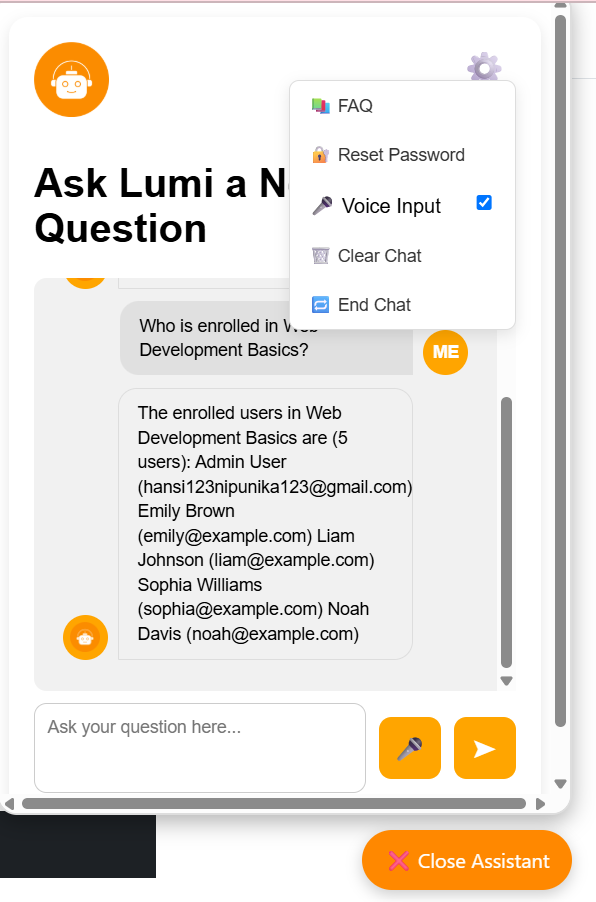 FAQ
Reset Password
Voice Input
Clear Chat
End Chat
Ask Lumi a N
Question
Who is enrolled in Web
Development Basics?
ME
The enrolled users in Web
Development Basics are (5
users): Admin User
(hansi123nipunika123@gmail.com)
Emily Brown
(emily@example.com) Liam
Johnson (liam@example.com)
Sophia Williams
(sophia@example.com) Noah
Davis (noah@example.com)
Ask your question here...
Close Assistant